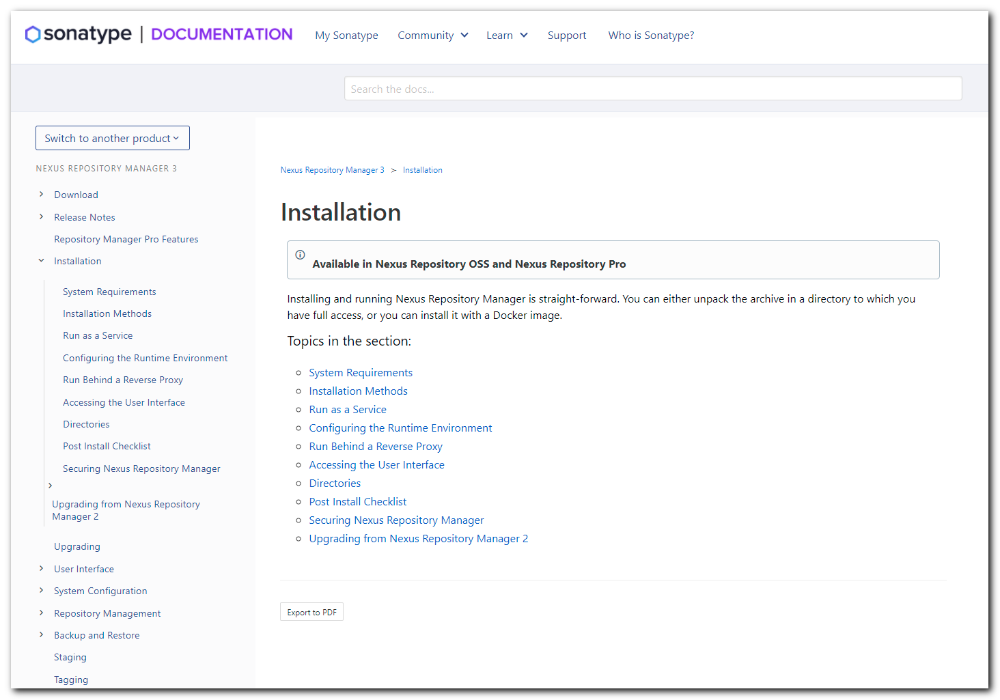 sonatype | DOCUMENTATION
My Sonatype
Community
Learn
Support
Who is Sonatype?
Search the docs...
Switch to another product
NEXUS REPOSITORY MANAGER 3
Download
Release Notes
Repository Manager Pro Features
Installation
System Requirements
Installation Methods
Run as a Service
Configuring the Runtime Environment
Run Behind a Reverse Proxy
Accessing the User Interface
Directories
Post Install Checklist
Securing Nexus Repository Manager
Upgrading from Nexus Repository
Manager 2
Upgrading
User Interface
System Configuration
Repository Management
Backup and Restore
Staging
Tagging
Nexus Repository Manager 3 > Installation
Installation
Available in Nexus Repository OSS and Nexus Repository Pro
Installing and running Nexus Repository Manager is straight-forward. You can either unpack the archive in a directory to which you
have full access, or you can install it with a Docker image.
Topics in the section:
System Requirements
Installation Methods
Run as a Service
Configuring the Runtime Environment
Run Behind a Reverse Proxy
Accessing the User Interface
Directories
Post Install Checklist
Securing Nexus Repository Manager
Upgrading from Nexus Repository Manager 2
Export to PDF